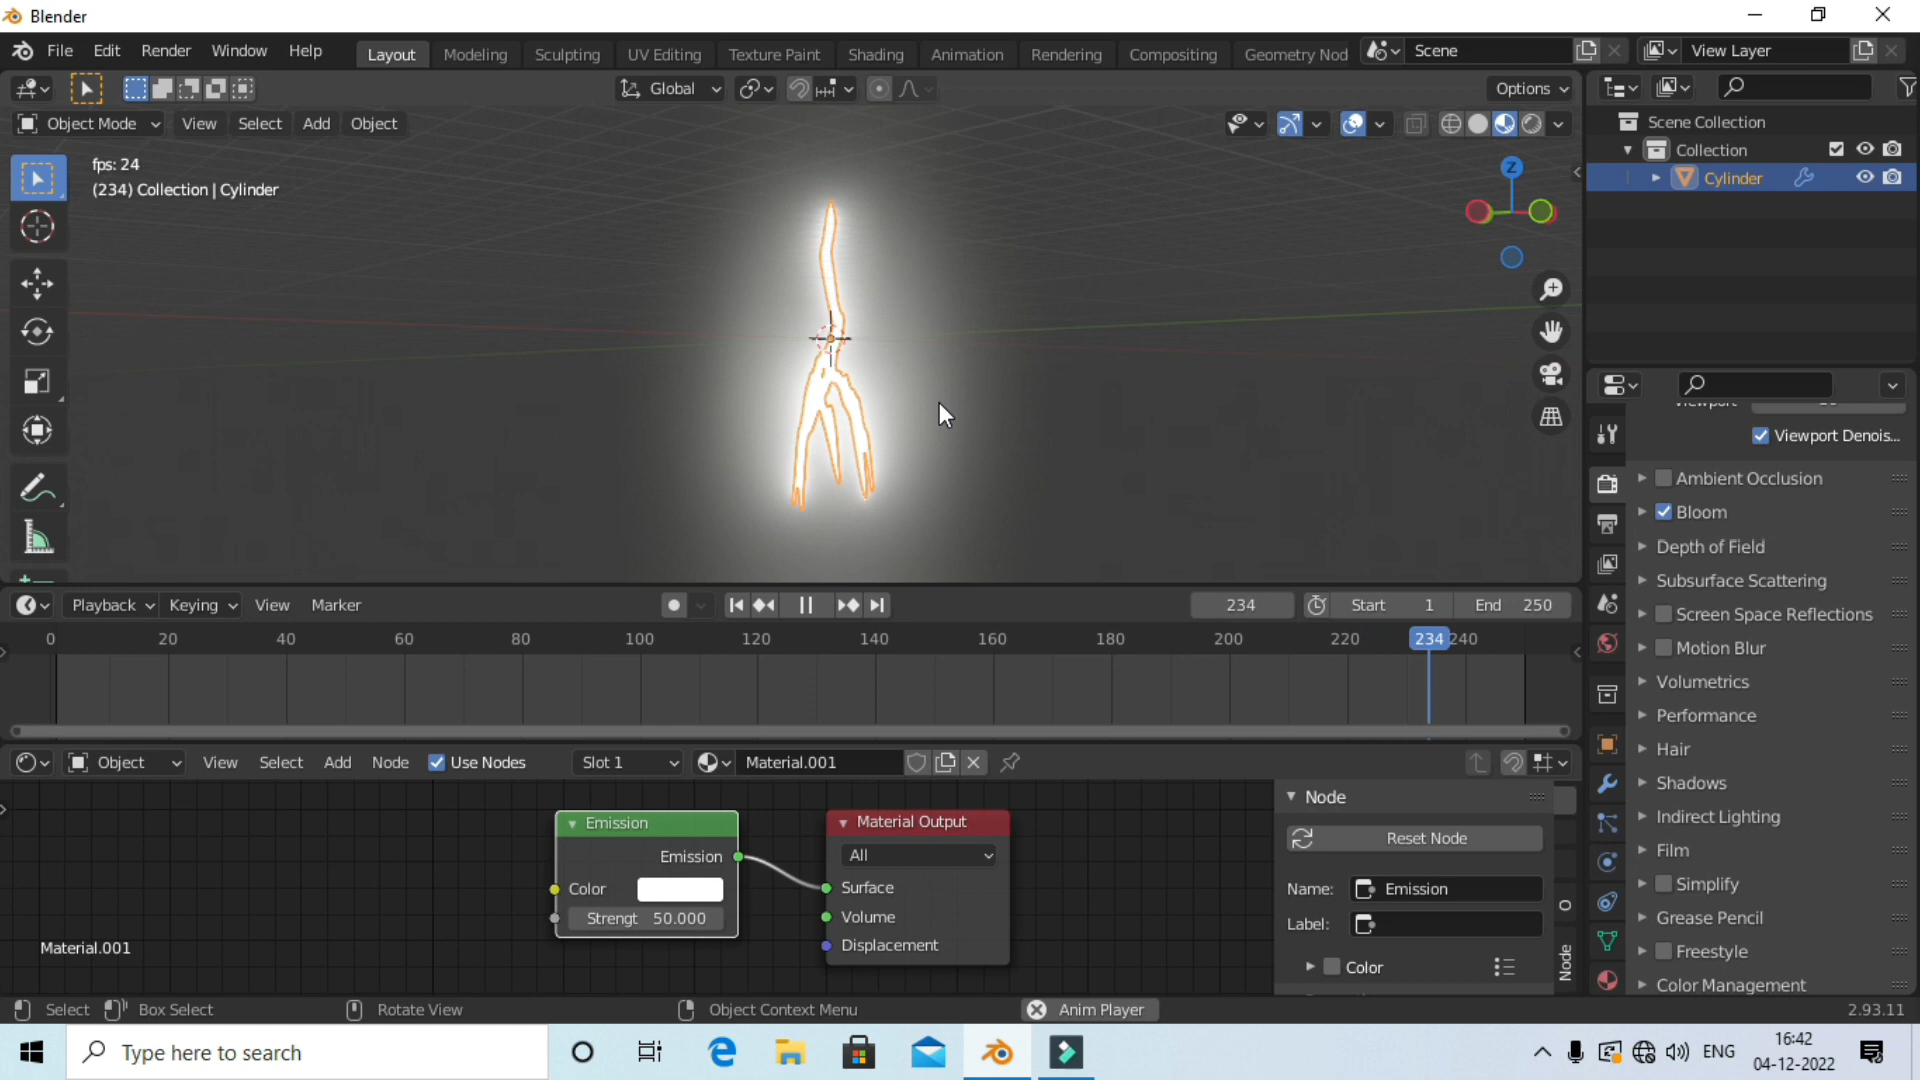 Blender
File Edit Render Window Help Layout Modeling Sculpting UV Editing Texture Paint Shading Animation Rendering Compositing Geometry Nod Scene View Layer
Global Options
Object Mode View Select Add Object
fps: 24
(234) Collection | Cylinder
Z
Scene Collection
Collection
Cylinder
Viewport Denois...
Ambient Occlusion
Bloom
Depth of Field
Subsurface Scattering
Screen Space Reflections
Motion Blur
Volumetrics
Performance
Hair
Shadows
Indirect Lighting
Film
Simplify
Grease Pencil
Freestyle
Color Management
Playback Keying View Marker 234 Start 1 End 250
0 20 40 60 80 100 120 140 160 180 200 220 234 240
Object View Select Add Node Use Nodes Slot 1 Material.001
Emission
Emission
Color
Strengt 50.000
Material Output
All
Surface
Volume
Displacement
Material.001
Node
Reset Node
Name: Emission
Label:
Color
Node
Select Box Select Rotate View Object Context Menu Anim Player 2.93.11
Type here to search ENG 16:42
04-12-2022